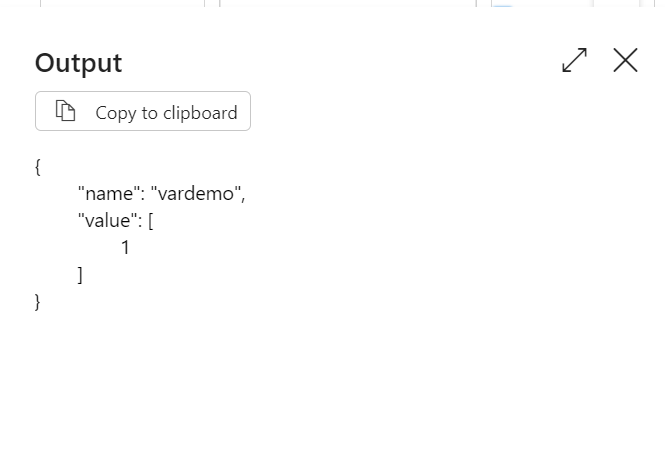 Output
Copy to clipboard
{
"name": "vardemo",
"value": [
1
]
}